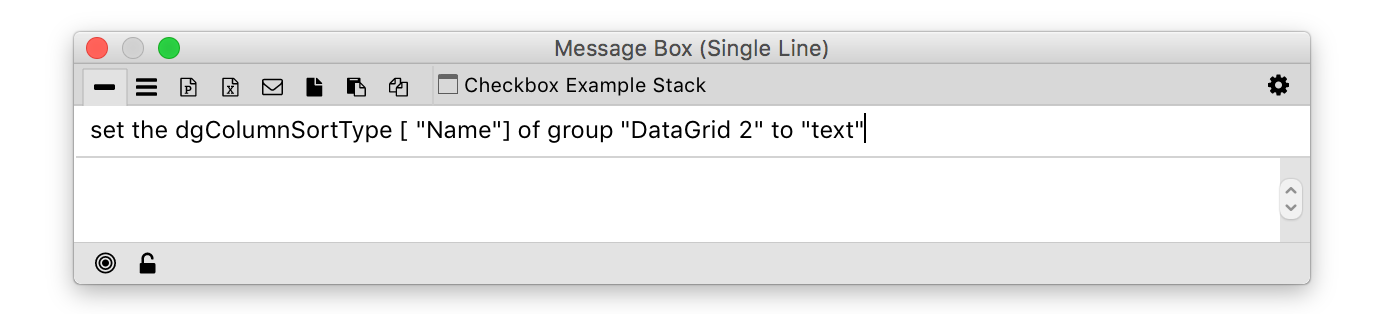 Message Box (Single Line)
Checkbox Example Stack
set the dgColumnSortType [ "Name"] of group "DataGrid 2" to "text"